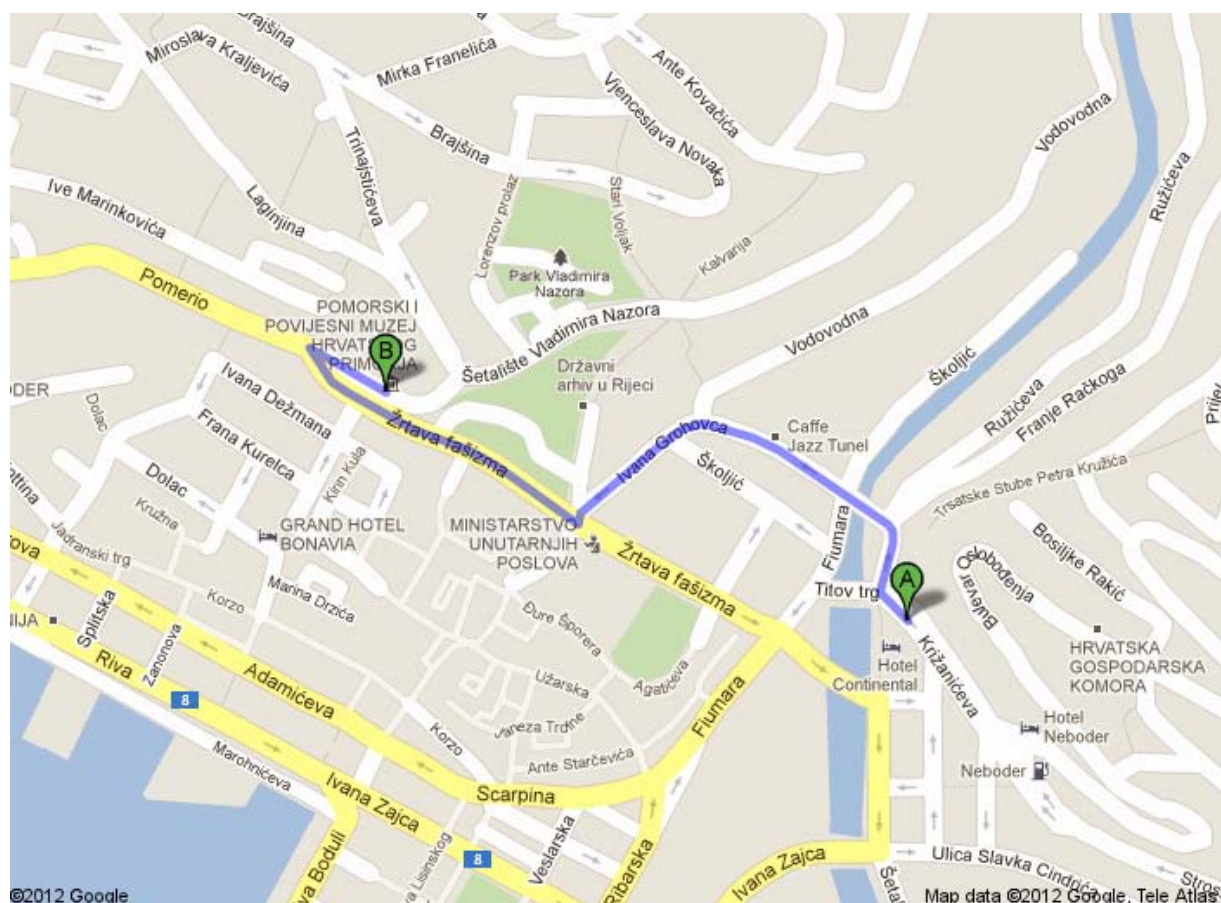 Brajšina
Miroslava Kraljevića
Mirka Franelića
Ante Kovačića
Vjenceslava Novaka
Brajšina
Trinajstićeva
Vodovodna
Ružićeva
Ive Marinkovića
Laginjina
Lorenzov prolaz
Stari Volijak
Kalvarija
Park Vladimira
Nazora
Pomerio
POMORSKI I
POVIJESNI MUZEJ
B
Šetalište Vladimira Nazora
Vodovodna
Školjić
Ružićeva
Franje Račkoga
Državni
arhiv u Rijeci
Ivana Dežmana
Dolac
Frana Kurelca
Žrtava fašizma
Ivana Grohovca
Caffe
Jazz Tunel
Školjić
Trsatske Stube Petra Kružića
Dolac
Kirin Kula
Kružna
GRAND HOTEL
BONAVIA
MINISTARSTVO
UNUTARNJIH
POSLOVA
Žrtava fašizma
Fiumara
Titov trg
A
Bulevar Oslobođenja
Bosiljke Rakić
Jadranski trg
Korzo
Marina Držića
Đure Šporera
Splitska
Zanonova
Riva
8
Adamićeva
Užarska
Agatićeva
Fiumara
Hotel
Continental
Križanićeva
HRVATSKA
GOSPODARSKA
KOMORA
Hotel
Neboder
Neboder
Korzo
Ante Starčevića
Marohnićeva
Ivana Zajca
Scarpina
8
Veslarska
Ribarska
Ivana Zajca
Ulica Slavka Cindrića
©2012 Google
Map data ©2012 Google, Tele Atlas